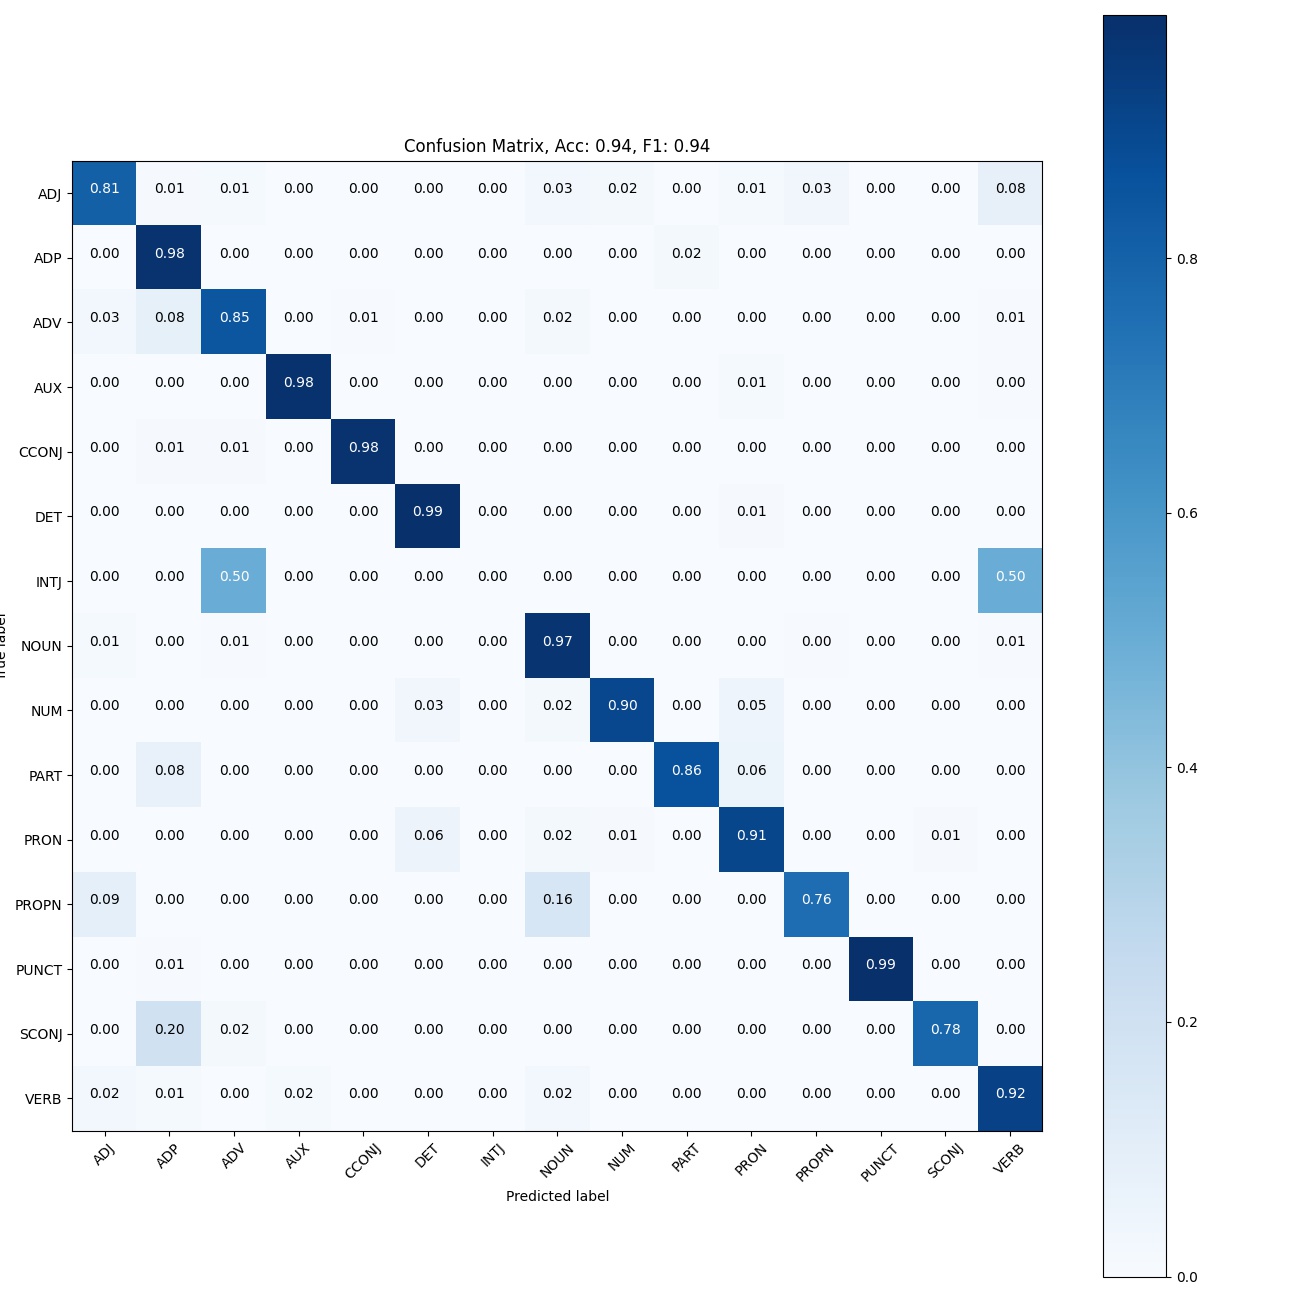 Confusion Matrix, Acc: 0.94, F1: 0.94
ADJ 0.81 0.01 0.01 0.00 0.00 0.00 0.00 0.03 0.02 0.00 0.01 0.03 0.00 0.00 0.08
ADP 0.00 0.98 0.00 0.00 0.00 0.00 0.00 0.00 0.00 0.02 0.00 0.00 0.00 0.00 0.00
ADV 0.03 0.08 0.85 0.00 0.01 0.00 0.00 0.02 0.00 0.00 0.00 0.00 0.00 0.00 0.01
AUX 0.00 0.00 0.00 0.98 0.00 0.00 0.00 0.00 0.00 0.00 0.01 0.00 0.00 0.00 0.00
CCONJ 0.00 0.01 0.01 0.00 0.98 0.00 0.00 0.00 0.00 0.00 0.00 0.00 0.00 0.00 0.00
DET 0.00 0.00 0.00 0.00 0.00 0.99 0.00 0.00 0.00 0.00 0.01 0.00 0.00 0.00 0.00
INTJ 0.00 0.00 0.50 0.00 0.00 0.00 0.00 0.00 0.00 0.00 0.00 0.00 0.00 0.00 0.50
NOUN 0.01 0.00 0.01 0.00 0.00 0.00 0.00 0.97 0.00 0.00 0.00 0.00 0.00 0.00 0.01
NUM 0.00 0.00 0.00 0.00 0.00 0.03 0.00 0.02 0.90 0.00 0.05 0.00 0.00 0.00 0.00
PART 0.00 0.08 0.00 0.00 0.00 0.00 0.00 0.00 0.00 0.86 0.06 0.00 0.00 0.00 0.00
PRON 0.00 0.00 0.00 0.00 0.00 0.06 0.00 0.02 0.01 0.00 0.91 0.00 0.00 0.01 0.00
PROPN 0.09 0.00 0.00 0.00 0.00 0.00 0.00 0.16 0.00 0.00 0.00 0.76 0.00 0.00 0.00
PUNCT 0.00 0.01 0.00 0.00 0.00 0.00 0.00 0.00 0.00 0.00 0.00 0.00 0.99 0.00 0.00
SCONJ 0.00 0.20 0.02 0.00 0.00 0.00 0.00 0.00 0.00 0.00 0.00 0.00 0.00 0.78 0.00
VERB 0.02 0.01 0.00 0.02 0.00 0.00 0.00 0.02 0.00 0.00 0.00 0.00 0.00 0.00 0.92
ADJ ADP ADV AUX CCONJ DET INTJ NOUN NUM PART PRON PROPN PUNCT SCONJ VERB
Predicted label
0.8
0.6
0.4
0.2
0.0